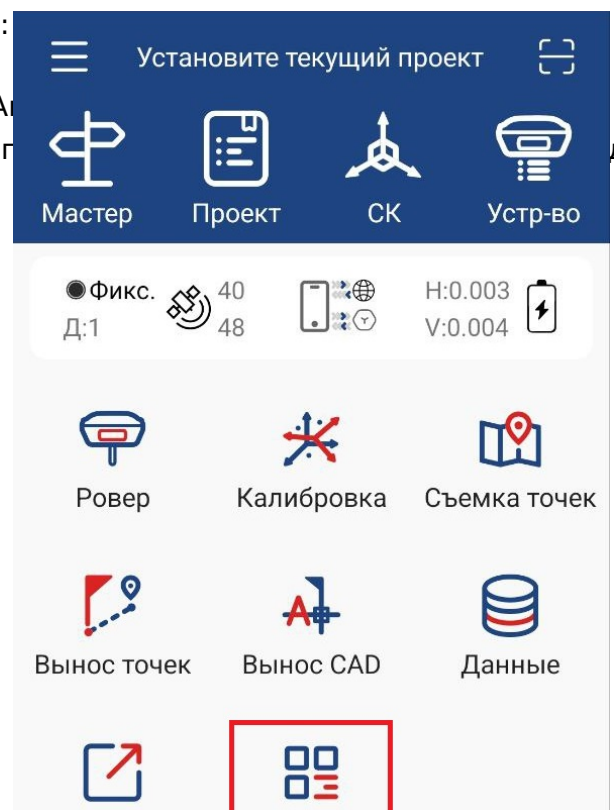 :
Установите текущий проект
Мастер Проект СК Устр-во
Фикс. 40 H:0.003
Д:1 48 V:0.004
Ровер Калибровка Съемка точек
Вынос точек Вынос CAD Данные